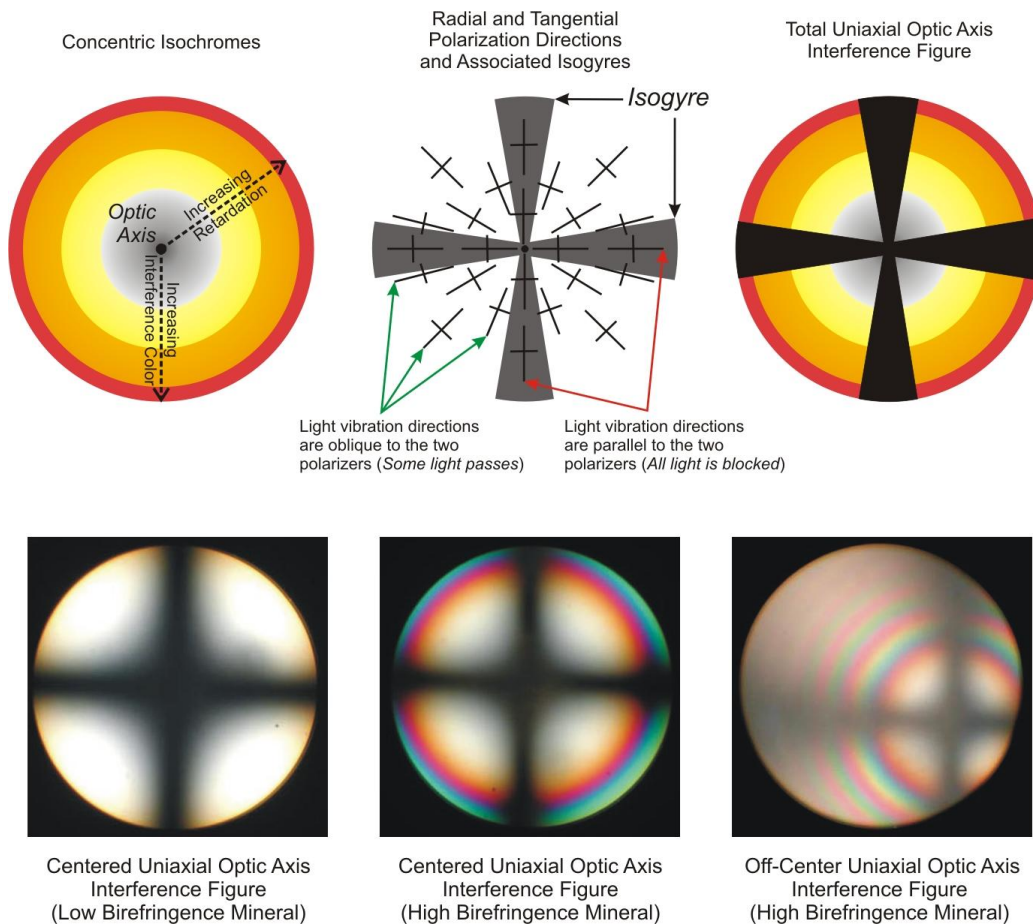 Concentric Isochromes
Radial and Tangential
Polarization Directions
and Associated Isogyres
Total Uniaxial Optic Axis
Interference Figure
Isogyre
Optic
Axis
Increasing
Retardation
Increasing
Interference Color
Light vibration directions
are oblique to the two
polarizers (Some light passes)
Light vibration directions
are parallel to the two
polarizers (All light is blocked)
Centered Uniaxial Optic Axis
Interference Figure
(Low Birefringence Mineral)
Centered Uniaxial Optic Axis
Interference Figure
(High Birefringence Mineral)
Off-Center Uniaxial Optic Axis
Interference Figure
(High Birefringence Mineral)